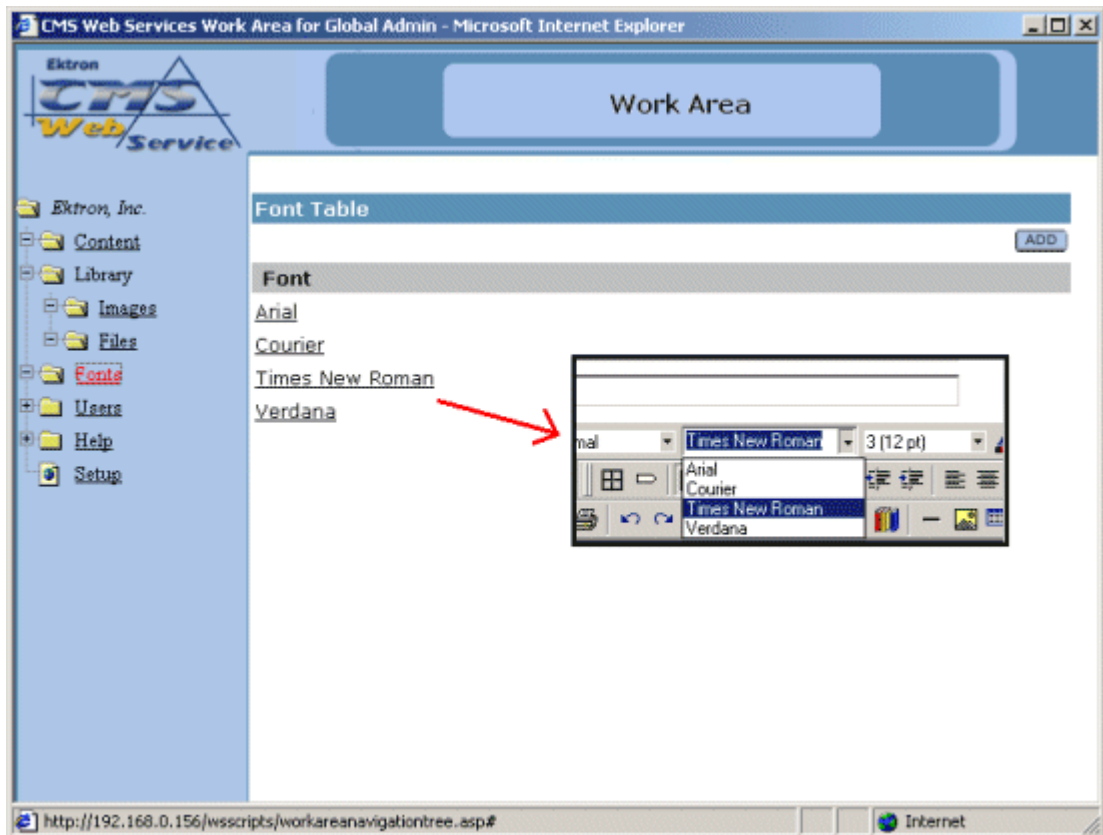 CMS Web Services Work Area for Global Admin - Microsoft Internet Explorer
Ektron
CMS
Web
Service
Work Area
Ektron, Inc.
Content
Library
Images
Files
Fonts
Users
Help
Setup
Font Table
ADD
Font
Arial
Courier
Times New Roman
Verdana
mal Times New Roman 3 (12 pt)
Arial
Courier
Times New Roman
Verdana
http://192.168.0.156/wsscripts/workareanavigationtree.asp# Internet